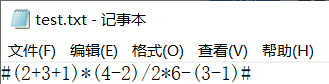 test.txt - 记事本
文件(F) 编辑(E) 格式(O) 查看(V) 帮助(H)
#(2+3+1)*(4-2)/2*6-(3-1)#